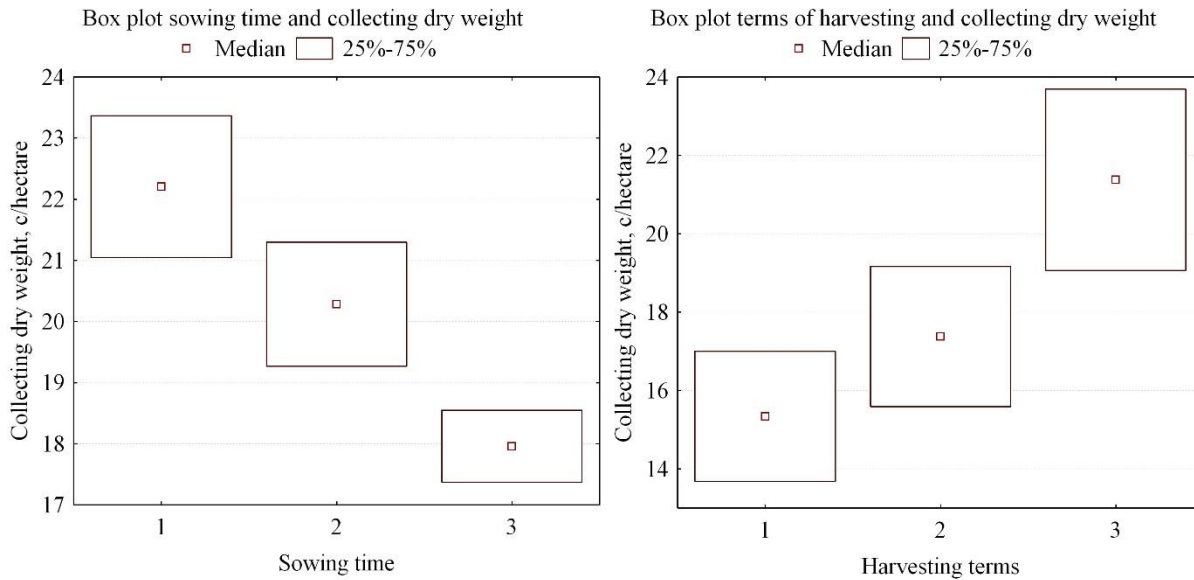 Box plot sowing time and collecting dry weight
Median 25%-75%
Collecting dry weight, c/hectare
24
23
22
21
20
19
18
17
1 2 3
Sowing time
Box plot terms of harvesting and collecting dry weight
Median 25%-75%
Collecting dry weight, c/hectare
24
22
20
18
16
14
1 2 3
Harvesting terms